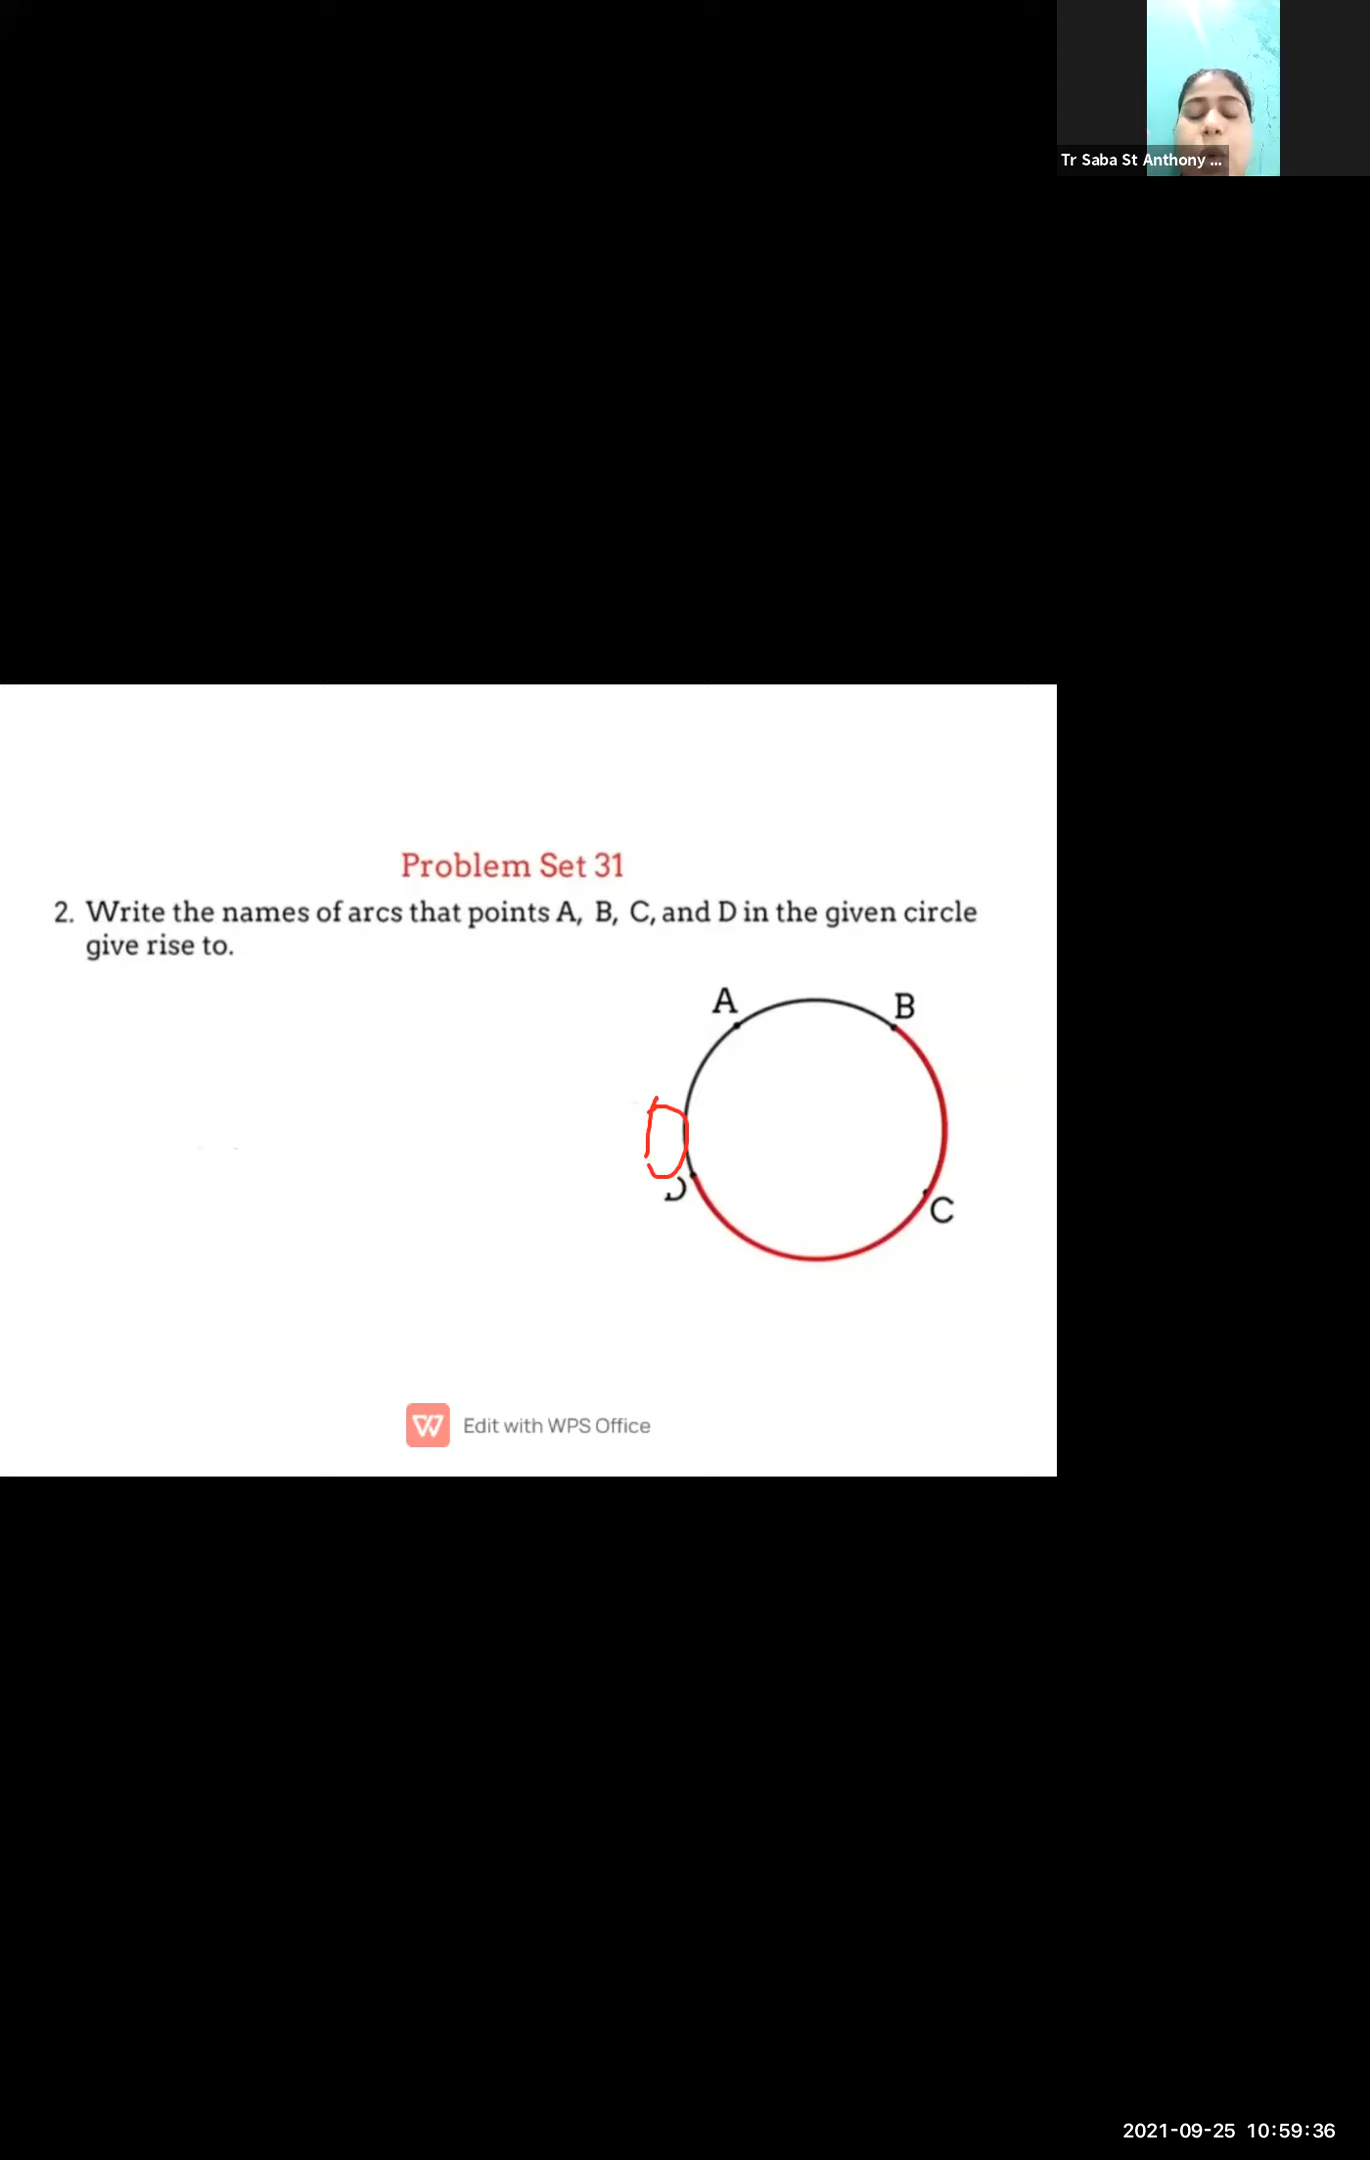 Tr Saba St Anthony ...
Problem Set 31
2. Write the names of arcs that points A, B, C, and D in the given circle
give rise to.
A
B
D
D
C
Edit with WPS Office
2021-09-25 10:59:36